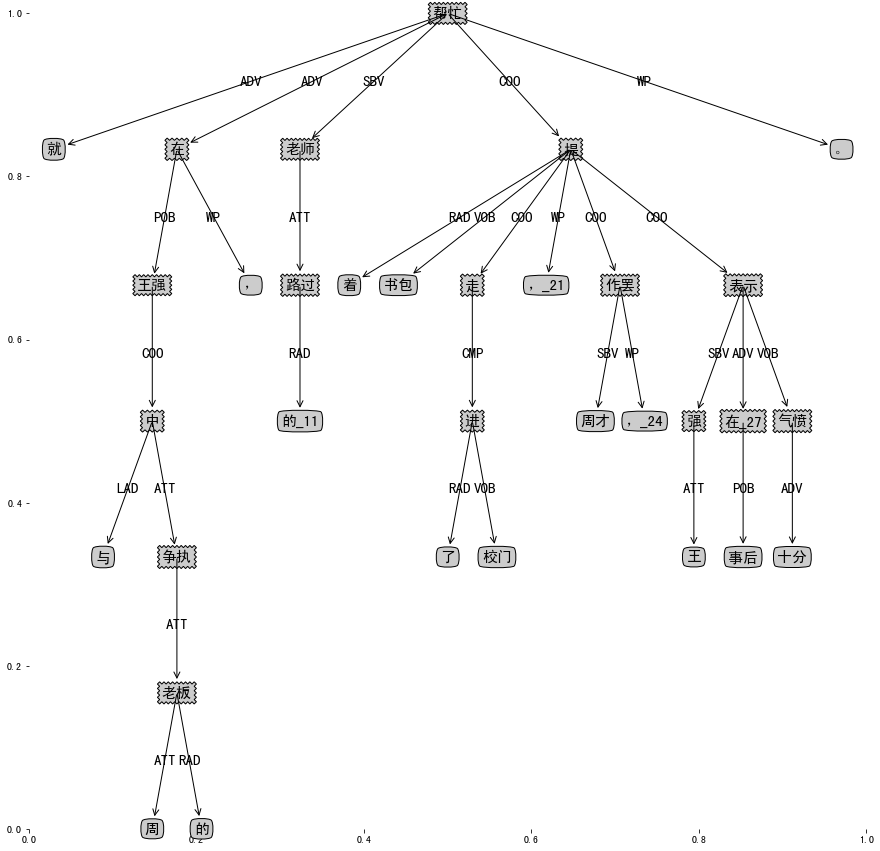 1.0
帮忙
ADV ADV SBV COO WP
就 在 老师 提 。
0.8
POB WP ATT RAD VOB COO WP COO COO
王强 ， 路过 着 书包 走 ，_21 作罢 表示
0.6
COO RAD CMP SBV WP SBV ADV VOB
中 的_11 进 周才 ，_24 强 在_27 气愤
0.4
LAD ATT RAD VOB ATT POB ADV
与 争执 了 校门 王 事后 十分
ATT
0.2
老板
ATT RAD
0.0
周 的
0.0 0.2 0.4 0.6 0.8 1.0